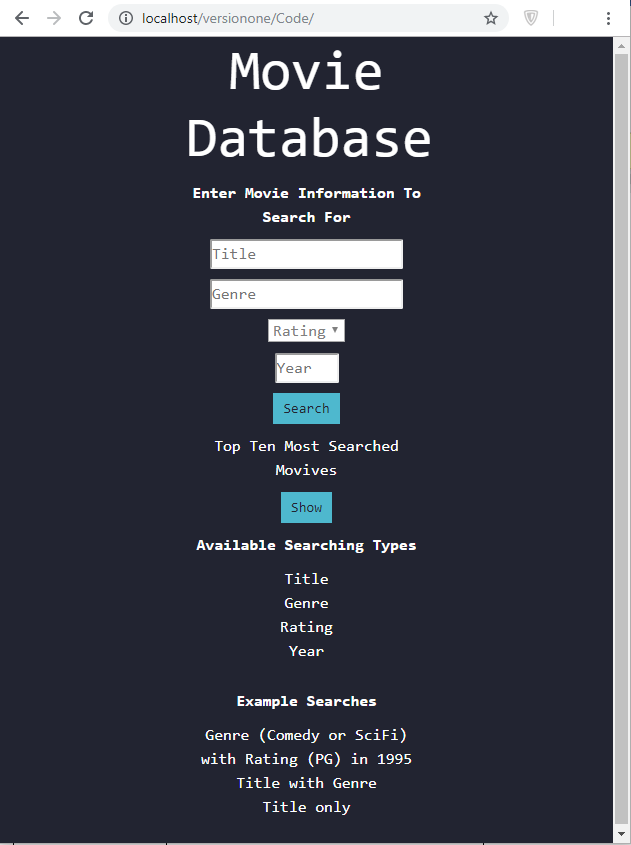 localhost/versionone/Code/
Movie
Database
Enter Movie Information To
Search For
Title
Genre
Rating
Year
Search
Top Ten Most Searched
Movives
Show
Available Searching Types
Title
Genre
Rating
Year
Example Searches
Genre (Comedy or SciFi)
with Rating (PG) in 1995
Title with Genre
Title only